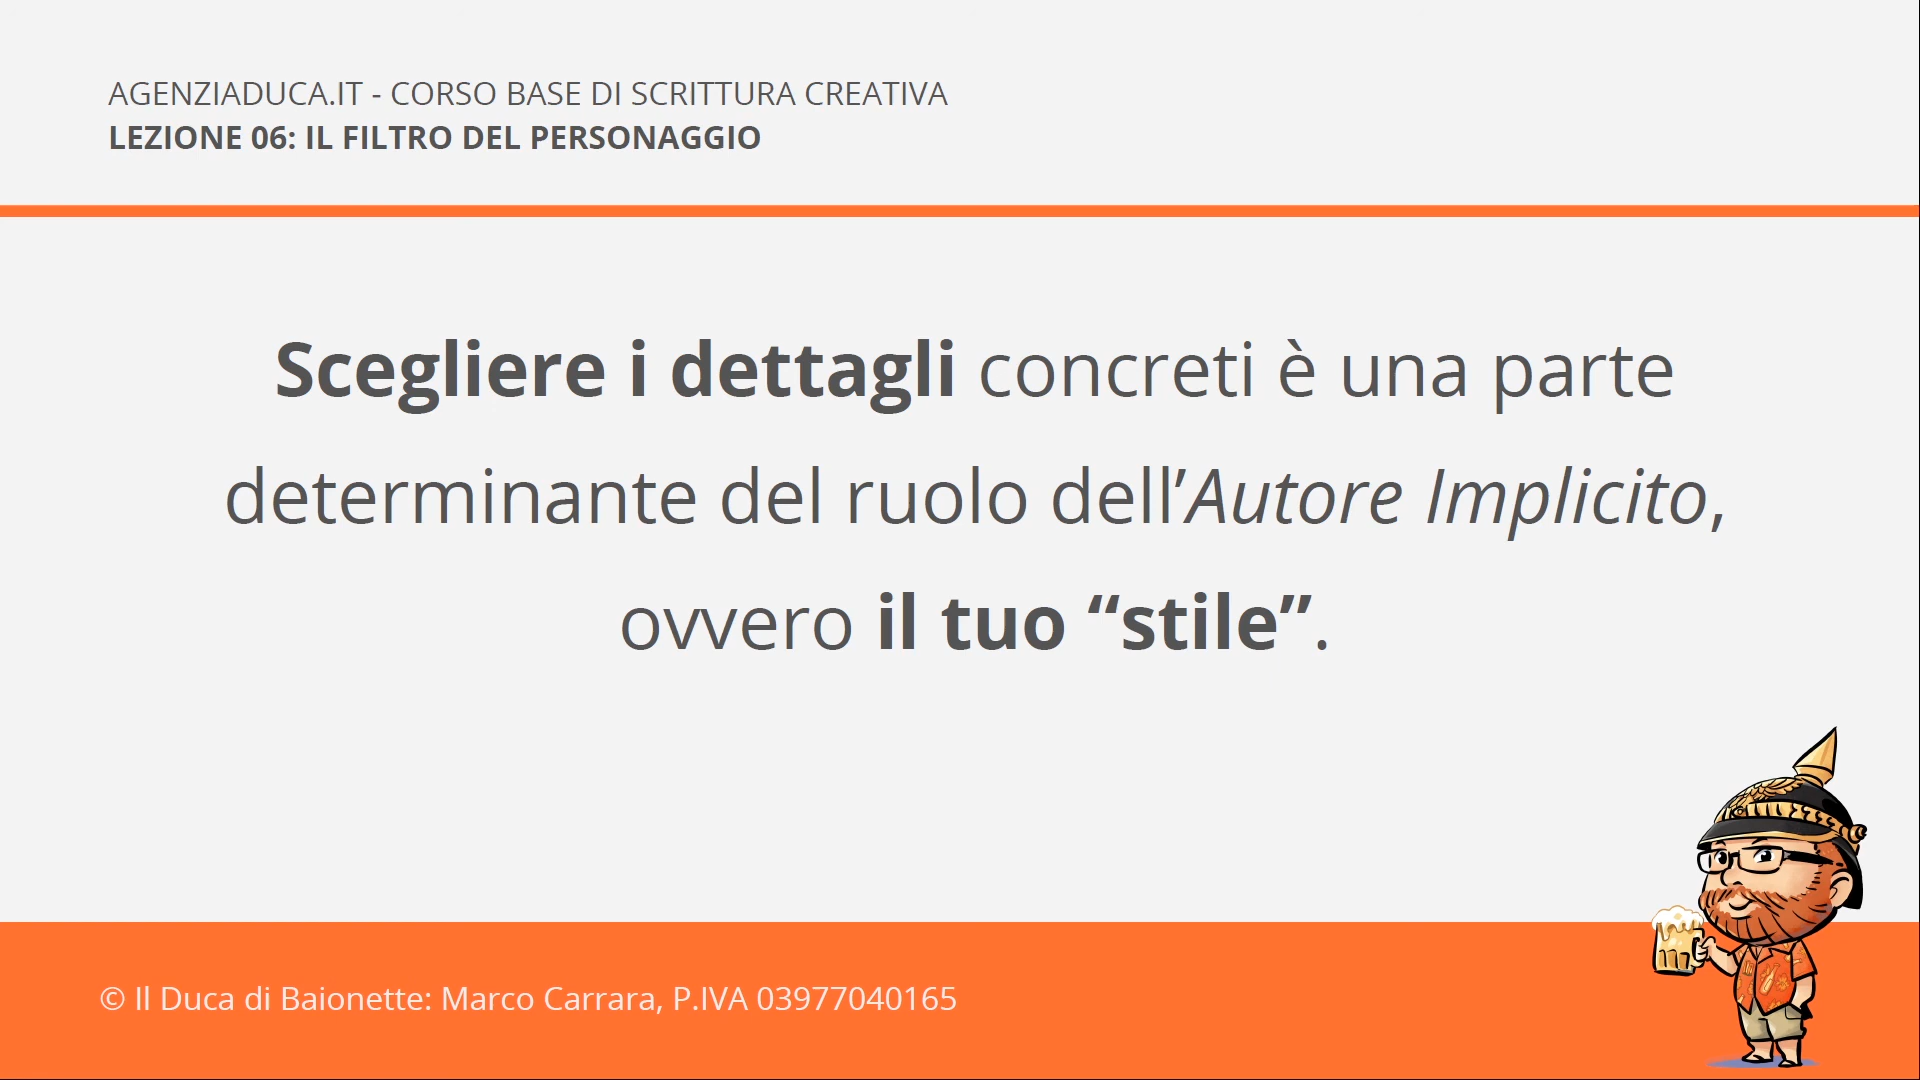 AGENZIADUCA.IT - CORSO BASE DI SCRITTURA CREATIVA
LEZIONE 06: IL FILTRO DEL PERSONAGGIO
Scegliere i dettagli concreti è una parte
determinante del ruolo dell’Autore Implicito,
ovvero il tuo “stile”.
© Il Duca di Baionette: Marco Carrara, P.IVA 03977040165